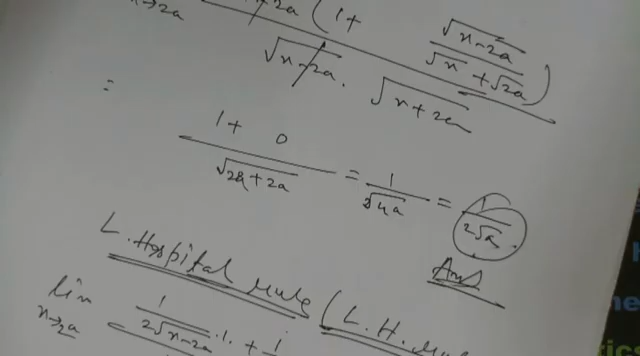 x→2a √x-2a (1 + √x-2a / √x + √2a)
√x-2a . √x+2a
=
1 + 0 / √2a + 2a = 1 / √4a = 1 / 2√a .
Ans
L. Hospital Rule (L. H. Rule
lim x→2a 1 / 2√x-2a . 1 . + 1